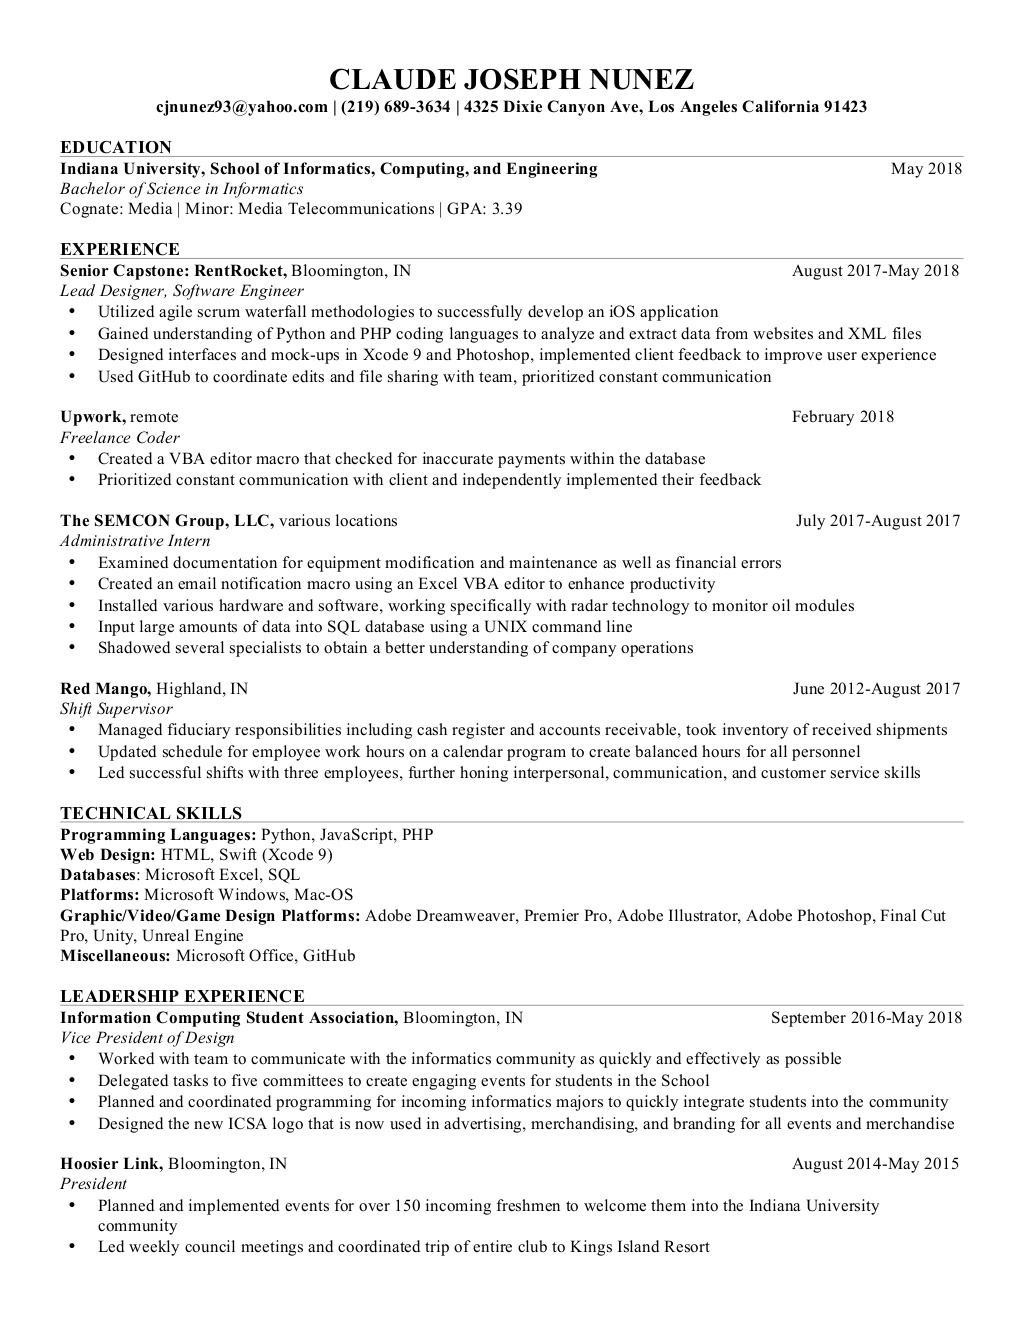 CLAUDE JOSEPH NUNEZ
cjnunez93@yahoo.com | (219) 689-3634 | 4325 Dixie Canyon Ave, Los Angeles California 91423
EDUCATION
Indiana University, School of Informatics, Computing, and Engineering May 2018
Bachelor of Science in Informatics
Cognate: Media | Minor: Media Telecommunications | GPA: 3.39
EXPERIENCE
Senior Capstone: RentRocket, Bloomington, IN August 2017-May 2018
Lead Designer, Software Engineer
• Utilized agile scrum waterfall methodologies to successfully develop an iOS application
• Gained understanding of Python and PHP coding languages to analyze and extract data from websites and XML files
• Designed interfaces and mock-ups in Xcode 9 and Photoshop, implemented client feedback to improve user experience
• Used GitHub to coordinate edits and file sharing with team, prioritized constant communication
Upwork, remote February 2018
Freelance Coder
• Created a VBA editor macro that checked for inaccurate payments within the database
• Prioritized constant communication with client and independently implemented their feedback
The SEMCON Group, LLC, various locations July 2017-August 2017
Administrative Intern
• Examined documentation for equipment modification and maintenance as well as financial errors
• Created an email notification macro using an Excel VBA editor to enhance productivity
• Installed various hardware and software, working specifically with radar technology to monitor oil modules
• Input large amounts of data into SQL database using a UNIX command line
• Shadowed several specialists to obtain a better understanding of company operations
Red Mango, Highland, IN June 2012-August 2017
Shift Supervisor
• Managed fiduciary responsibilities including cash register and accounts receivable, took inventory of received shipments
• Updated schedule for employee work hours on a calendar program to create balanced hours for all personnel
• Led successful shifts with three employees, further honing interpersonal, communication, and customer service skills
TECHNICAL SKILLS
Programming Languages: Python, JavaScript, PHP
Web Design: HTML, Swift (Xcode 9)
Databases: Microsoft Excel, SQL
Platforms: Microsoft Windows, Mac-OS
Graphic/Video/Game Design Platforms: Adobe Dreamweaver, Premier Pro, Adobe Illustrator, Adobe Photoshop, Final Cut
Pro, Unity, Unreal Engine
Miscellaneous: Microsoft Office, GitHub
LEADERSHIP EXPERIENCE
Information Computing Student Association, Bloomington, IN September 2016-May 2018
Vice President of Design
• Worked with team to communicate with the informatics community as quickly and effectively as possible
• Delegated tasks to five committees to create engaging events for students in the School
• Planned and coordinated programming for incoming informatics majors to quickly integrate students into the community
• Designed the new ICSA logo that is now used in advertising, merchandising, and branding for all events and merchandise
Hoosier Link, Bloomington, IN August 2014-May 2015
President
• Planned and implemented events for over 150 incoming freshmen to welcome them into the Indiana University
community
• Led weekly council meetings and coordinated trip of entire club to Kings Island Resort